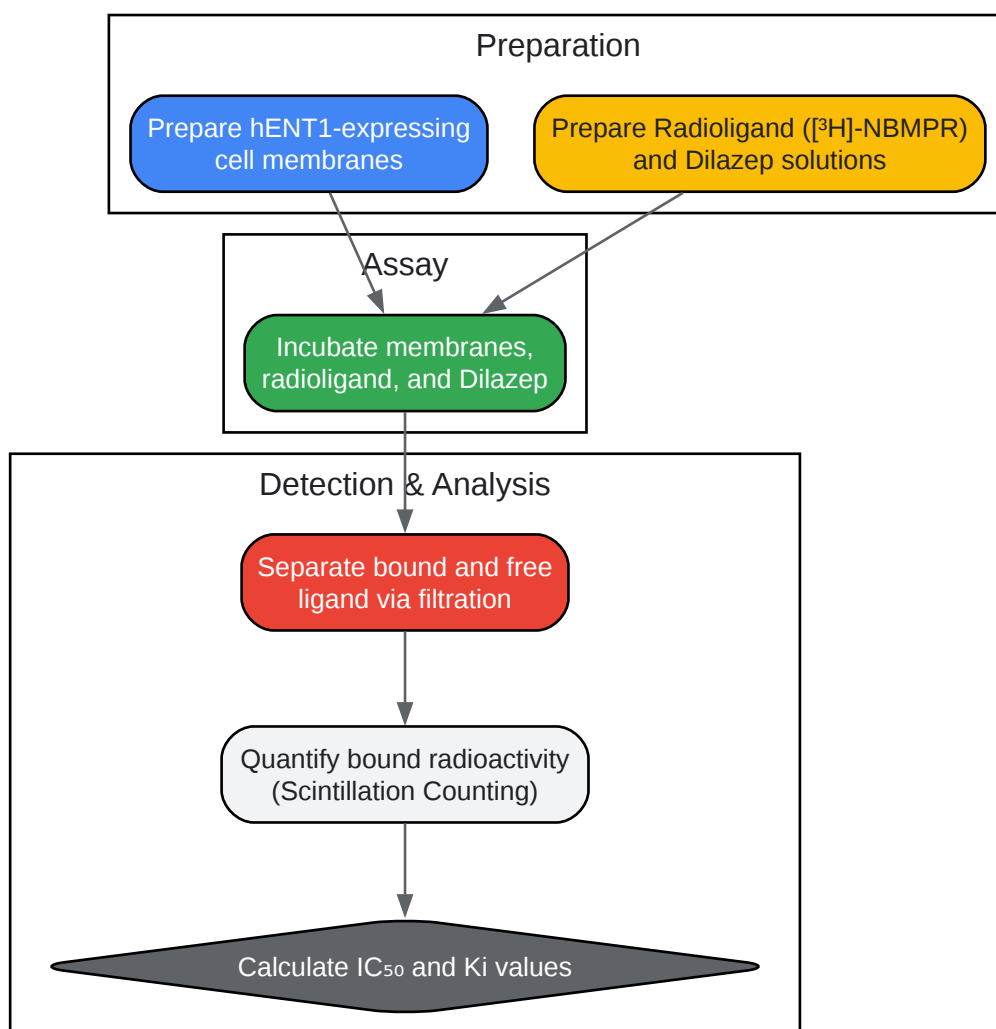 Preparation
Prepare hENT1-expressing
cell membranes
Prepare Radioligand ([³H]-NBMPR)
and Dilazep solutions
Assay
Incubate membranes,
radioligand, and Dilazep
Detection & Analysis
Separate bound and free
ligand via filtration
Quantify bound radioactivity
(Scintillation Counting)
Calculate IC₅₀ and Ki values